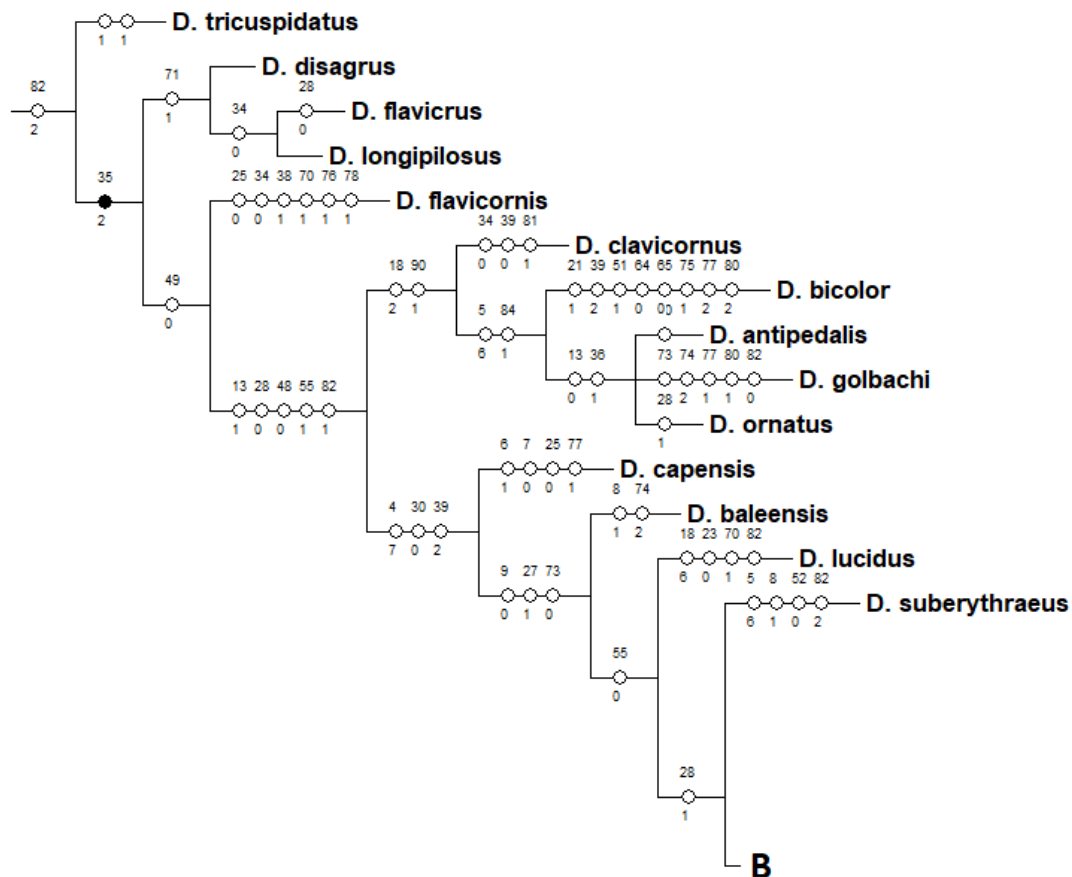 D. tricuspidatus
1 1
82
2
71
1
D. disagrus
34
0
28
0
D. flavicrus
D. longipilosus
35
2
25 34 38 70 76 78
0 0 1 1 1 1
D. flavicornis
49
0
18 90
2 1
34 39 81
0 0 1
D. clavicornus
21 39 51 64 65 75 77 80
1 2 1 0 0 1 2 2
D. bicolor
5 84
6 1
D. antipedalis
13 36
0 1
73 74 77 80 82
28 2 1 1 0
D. golbachi
1
D. ornatus
13 28 48 55 82
1 0 0 1 1
6 7 25 77
1 0 0 1
D. capensis
4 30 39
7 0 2
8 74
1 2
D. baleensis
9 27 73
0 1 0
18 23 70 82
6 0 1
D. lucidus
5 8 52 82
6 1 0 2
D. suberythraeus
55
0
28
1
B